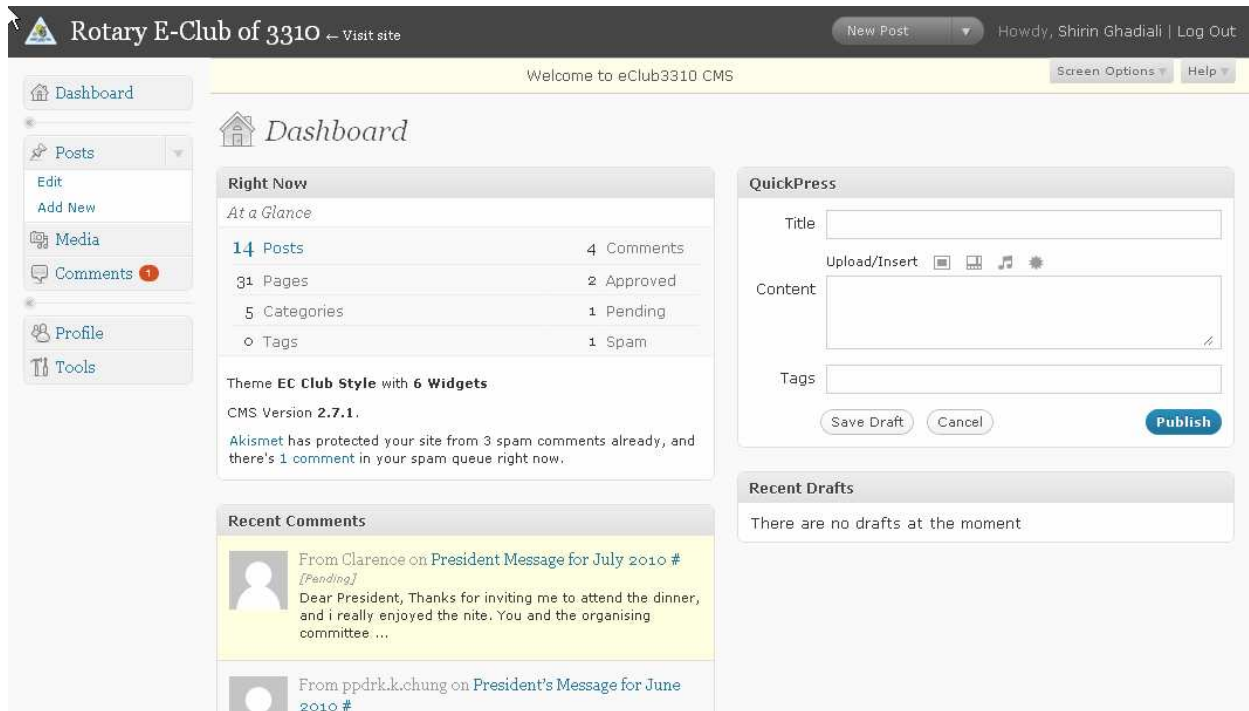 Rotary E-Club of 3310 ← Visit site
New Post
Howdy, Shirin Ghadiali | Log Out
Welcome to eClub3310 CMS
Screen Options
Help
Dashboard
Posts
Edit
Add New
Media
Comments 1
Profile
Tools
Dashboard
Right Now
At a Glance
14 Posts
4 Comments
31 Pages
2 Approved
5 Categories
1 Pending
0 Tags
1 Spam
Theme EC Club Style with 6 Widgets
CMS Version 2.7.1.
Akismet has protected your site from 3 spam comments already, and
there's 1 comment in your spam queue right now.
Recent Comments
From Clarence on President Message for July 2010 #
[Pending]
Dear President, Thanks for inviting me to attend the dinner,
and i really enjoyed the nite. You and the organising
committee ...
From ppdrk.k.chung on President's Message for June
2010 #
QuickPress
Title
Upload/Insert
Content
Tags
Save Draft
Cancel
Publish
Recent Drafts
There are no drafts at the moment